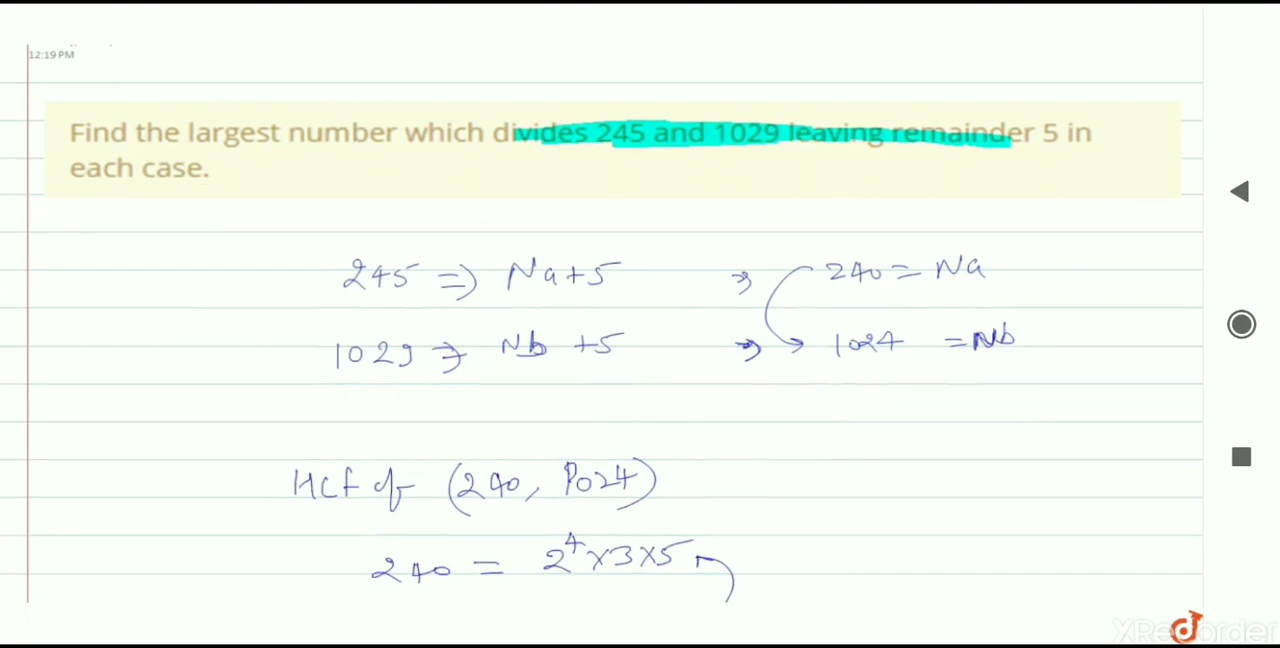 12:19 PM
Find the largest number which divides 245 and 1029 leaving remainder 5 in
each case.
245 ⇒ Na+5 ⇒ 240 = Na
1029 ⇒ Nb +5 ⇒ 1024 = Nb
Hcf of (240, 1024)
240 = 2⁴×3×5
XRecorder